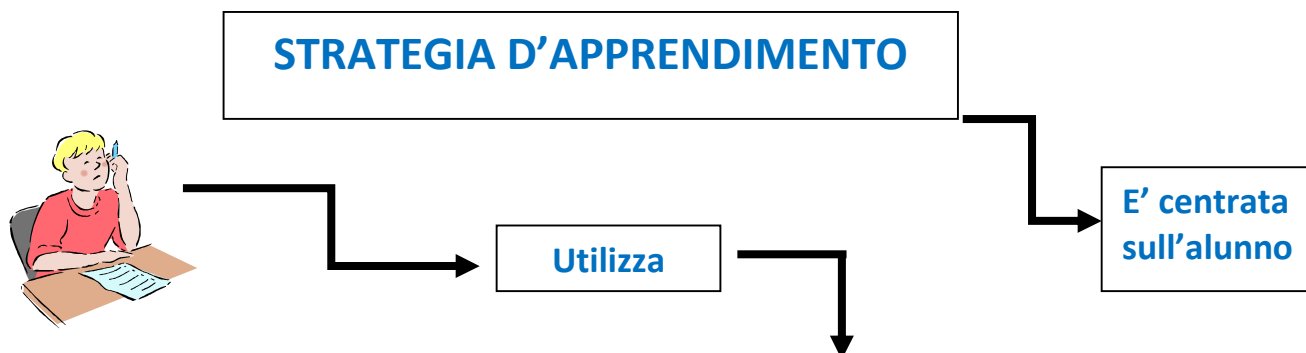 STRATEGIA D’APPRENDIMENTO
E’ centrata
sull’alunno
Utilizza